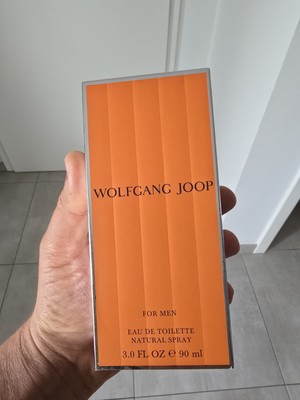 WOLFGANG JOOP
FOR MEN
EAU DE TOILETTE
NATURAL SPRAY
3.0 FL OZ ℮ 90 ml